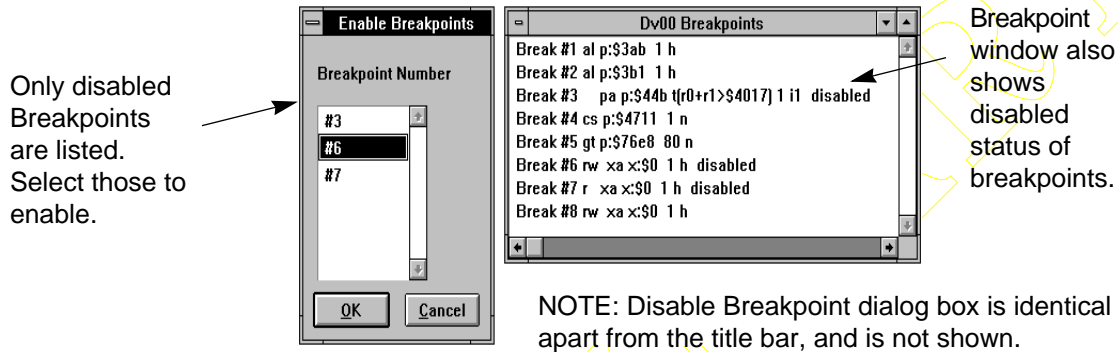 Only disabled
Breakpoints
are listed.
Select those to
enable.
Enable Breakpoints
Breakpoint Number
#3
#6
#7
OK
Cancel
Dv00 Breakpoints
Break #1 al p:$3ab 1 h
Break #2 al p:$3b1 1 h
Break #3 pa p:$44b t(r0+r1>$4017) 1 i1 disabled
Break #4 cs p:$4711 1 n
Break #5 gt p:$76e8 80 n
Break #6 rw xa x:$0 1 h disabled
Break #7 r xa x:$0 1 h disabled
Break #8 rw xa x:$0 1 h
Breakpoint
window also
shows
disabled
status of
breakpoints.
NOTE: Disable Breakpoint dialog box is identical
apart from the title bar, and is not shown.